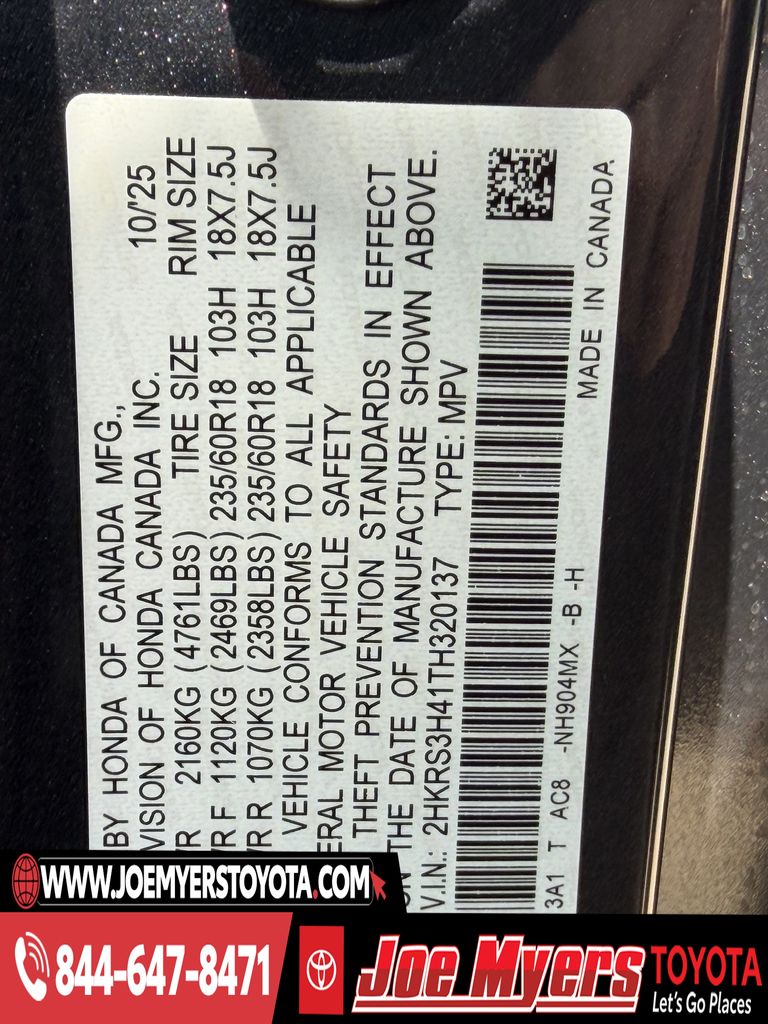 BY HONDA OF CANADA MFG.,
VISION OF HONDA CANADA INC. 10/'25
2160KG (4761LBS) TIRE SIZE RIM SIZE
F 1120KG (2469LBS) 235/60R18 103H 18X7.5J
R 1070KG (2358LBS) 235/60R18 103H 18X7.5J
VEHICLE CONFORMS TO ALL APPLICABLE
ERAL MOTOR VEHICLE SAFETY
THEFT PREVENTION STANDARDS IN EFFECT
ON THE DATE OF MANUFACTURE SHOWN ABOVE.
V.I.N.: 2HKRS3H41TH320137 TYPE: MPV
3A1 T AC8 -NH904MX -B -H
MADE IN CANADA
WWW.JOEMYERSTOYOTA.COM
844-647-8471
Joe Myers TOYOTA
Let's Go Places